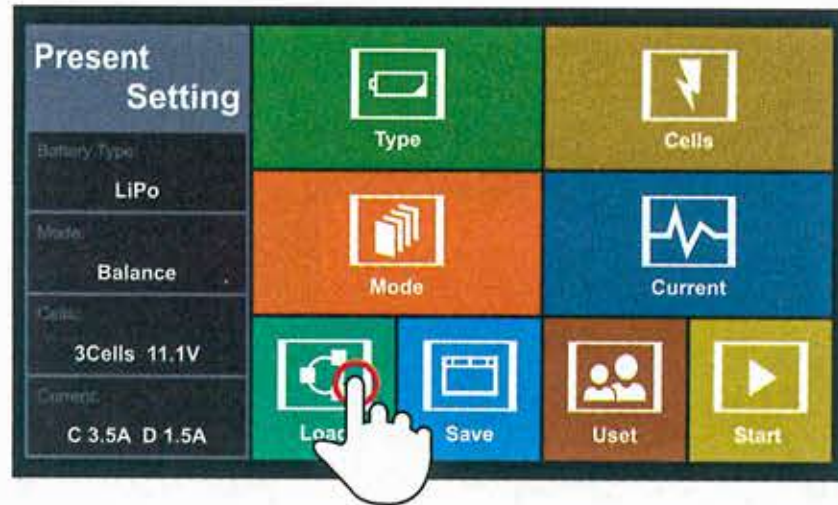 Present
Setting
Battery Type:
LiPo
Mode:
Balance
Cells:
3Cells 11.1V
Current:
C 3.5A D 1.5A
Type
Cells
Mode
Current
Load
Save
Uset
Start